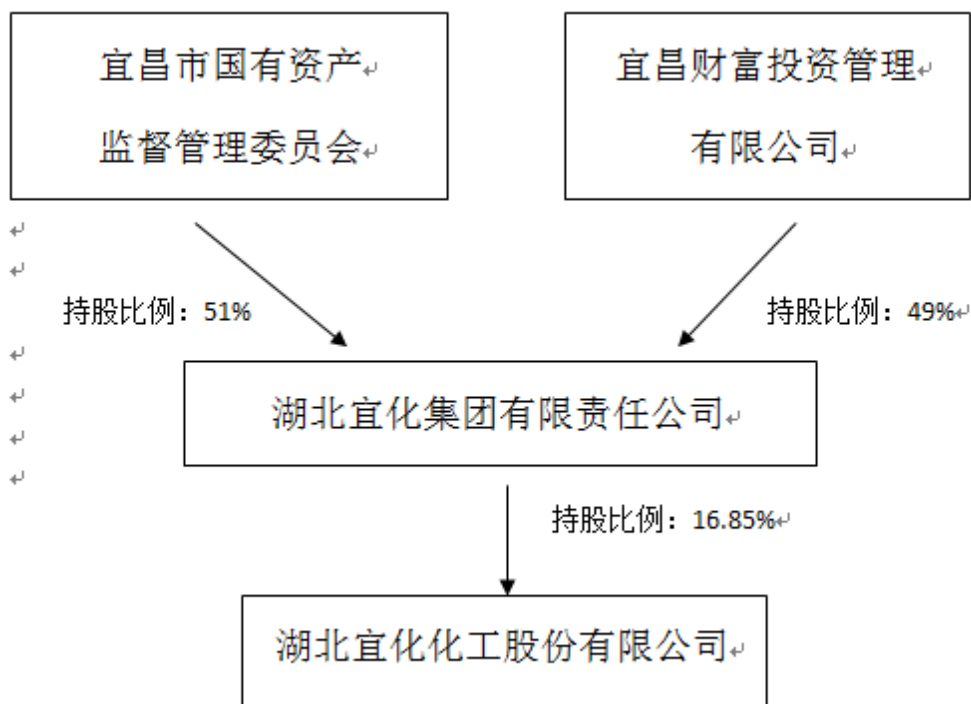 宜昌市国有资产
监督管理委员会
宜昌财富投资管理
有限公司
持股比例：51%
持股比例：49%
湖北宜化集团有限责任公司
持股比例：16.85%
湖北宜化化工股份有限公司